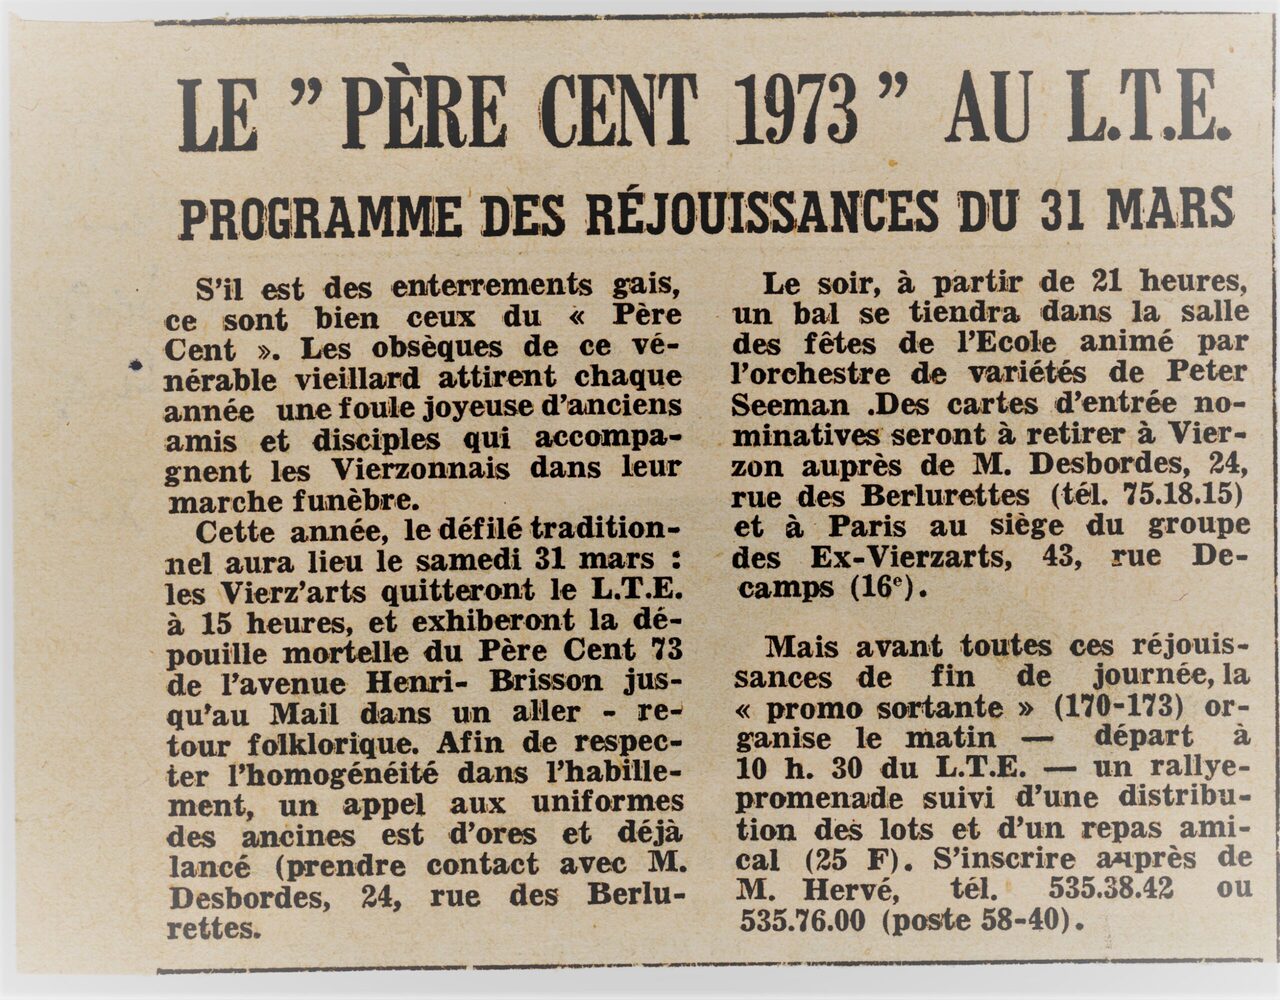 LE " PÈRE CENT 1973 " AU L.T.E.
PROGRAMME DES RÉJOUISSANCES DU 31 MARS
S'il est des enterrements gais,
ce sont bien ceux du « Père
Cent ». Les obsèques de ce vé-
nérable vieillard attirent chaque
année une foule joyeuse d'anciens
amis et disciples qui accompa-
gnent les Vierzonnais dans leur
marche funèbre.
Cette année, le défilé tradition-
nel aura lieu le samedi 31 mars :
les Vierz'arts quitteront le L.T.E.
à 15 heures, et exhiberont la dé-
pouille mortelle du Père Cent 73
de l'avenue Henri- Brisson jus-
qu'au Mail dans un aller - re-
tour folklorique. Afin de respec-
ter l'homogénéité dans l'habille-
ment, un appel aux uniformes
des ancines est d'ores et déjà
lancé (prendre contact avec M.
Desbordes, 24, rue des Berlu-
rettes.
Le soir, à partir de 21 heures,
un bal se tiendra dans la salle
des fêtes de l'Ecole animé par
l'orchestre de variétés de Peter
Seeman .Des cartes d'entrée no-
minatives seront à retirer à Vier-
zon auprès de M. Desbordes, 24,
rue des Berlurettes (tél. 75.18.15)
et à Paris au siège du groupe
des Ex-Vierzarts, 43, rue De-
camps (16e).
Mais avant toutes ces réjouis-
sances de fin de journée, la
« promo sortante » (170-173) or-
ganise le matin — départ à
10 h. 30 du L.T.E. — un rallye-
promenade suivi d'une distribu-
tion des lots et d'un repas ami-
cal (25 F). S'inscrire auprès de
M. Hervé, tél. 535.38.42 ou
535.76.00 (poste 58-40).